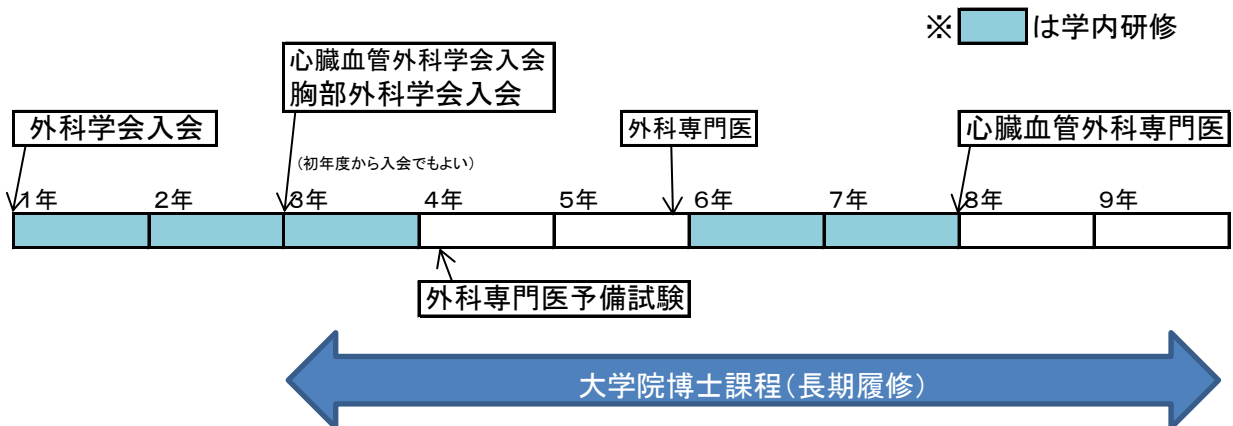 ※ は学内研修
心臓血管外科学会入会
胸部外科学会入会
外科学会入会
外科専門医
心臓血管外科専門医
(初年度から入会でもよい)
1年 2年 3年 4年 5年 6年 7年 8年 9年
外科専門医予備試験
大学院博士課程(長期履修)